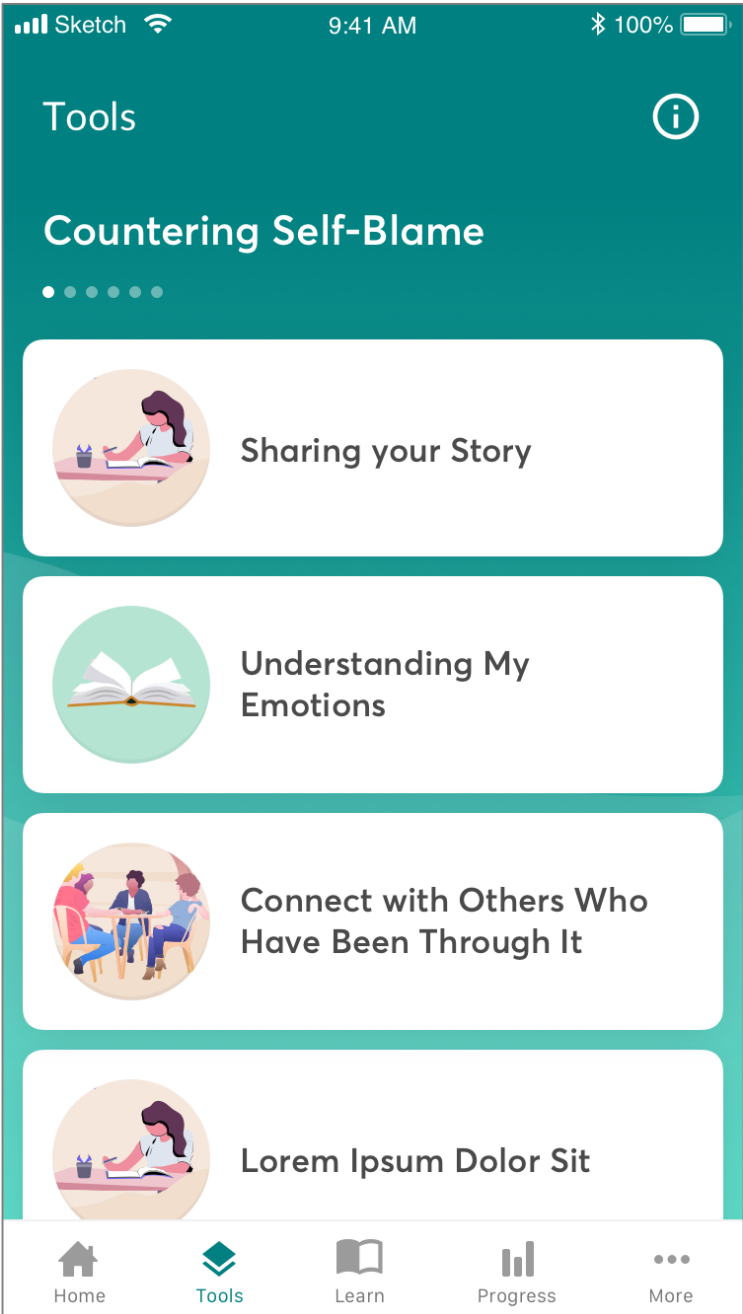 Sketch 9:41 AM 100%
Tools
Countering Self-Blame
Sharing your Story
Understanding My
Emotions
Connect with Others Who
Have Been Through It
Lorem Ipsum Dolor Sit
Home Tools Learn Progress More